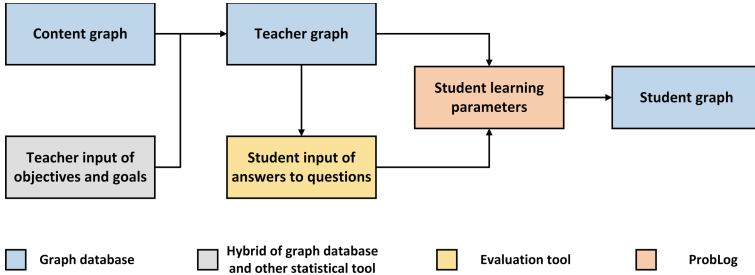 Content graph
Teacher graph
Student learning
parameters
Student graph
Teacher input of
objectives and goals
Student input of
answers to questions
Graph database
Hybrid of graph database
and other statistical tool
Evaluation tool
ProbLog